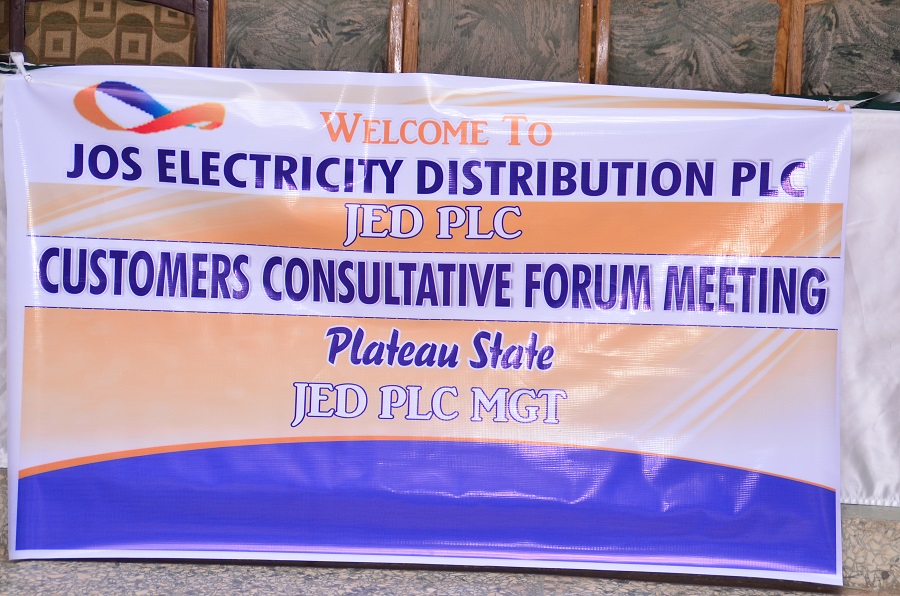 WELCOME TO
JOS ELECTRICITY DISTRIBUTION PLC
JED PLC
CUSTOMERS CONSULTATIVE FORUM MEETING
Plateau State
JED PLC MGT